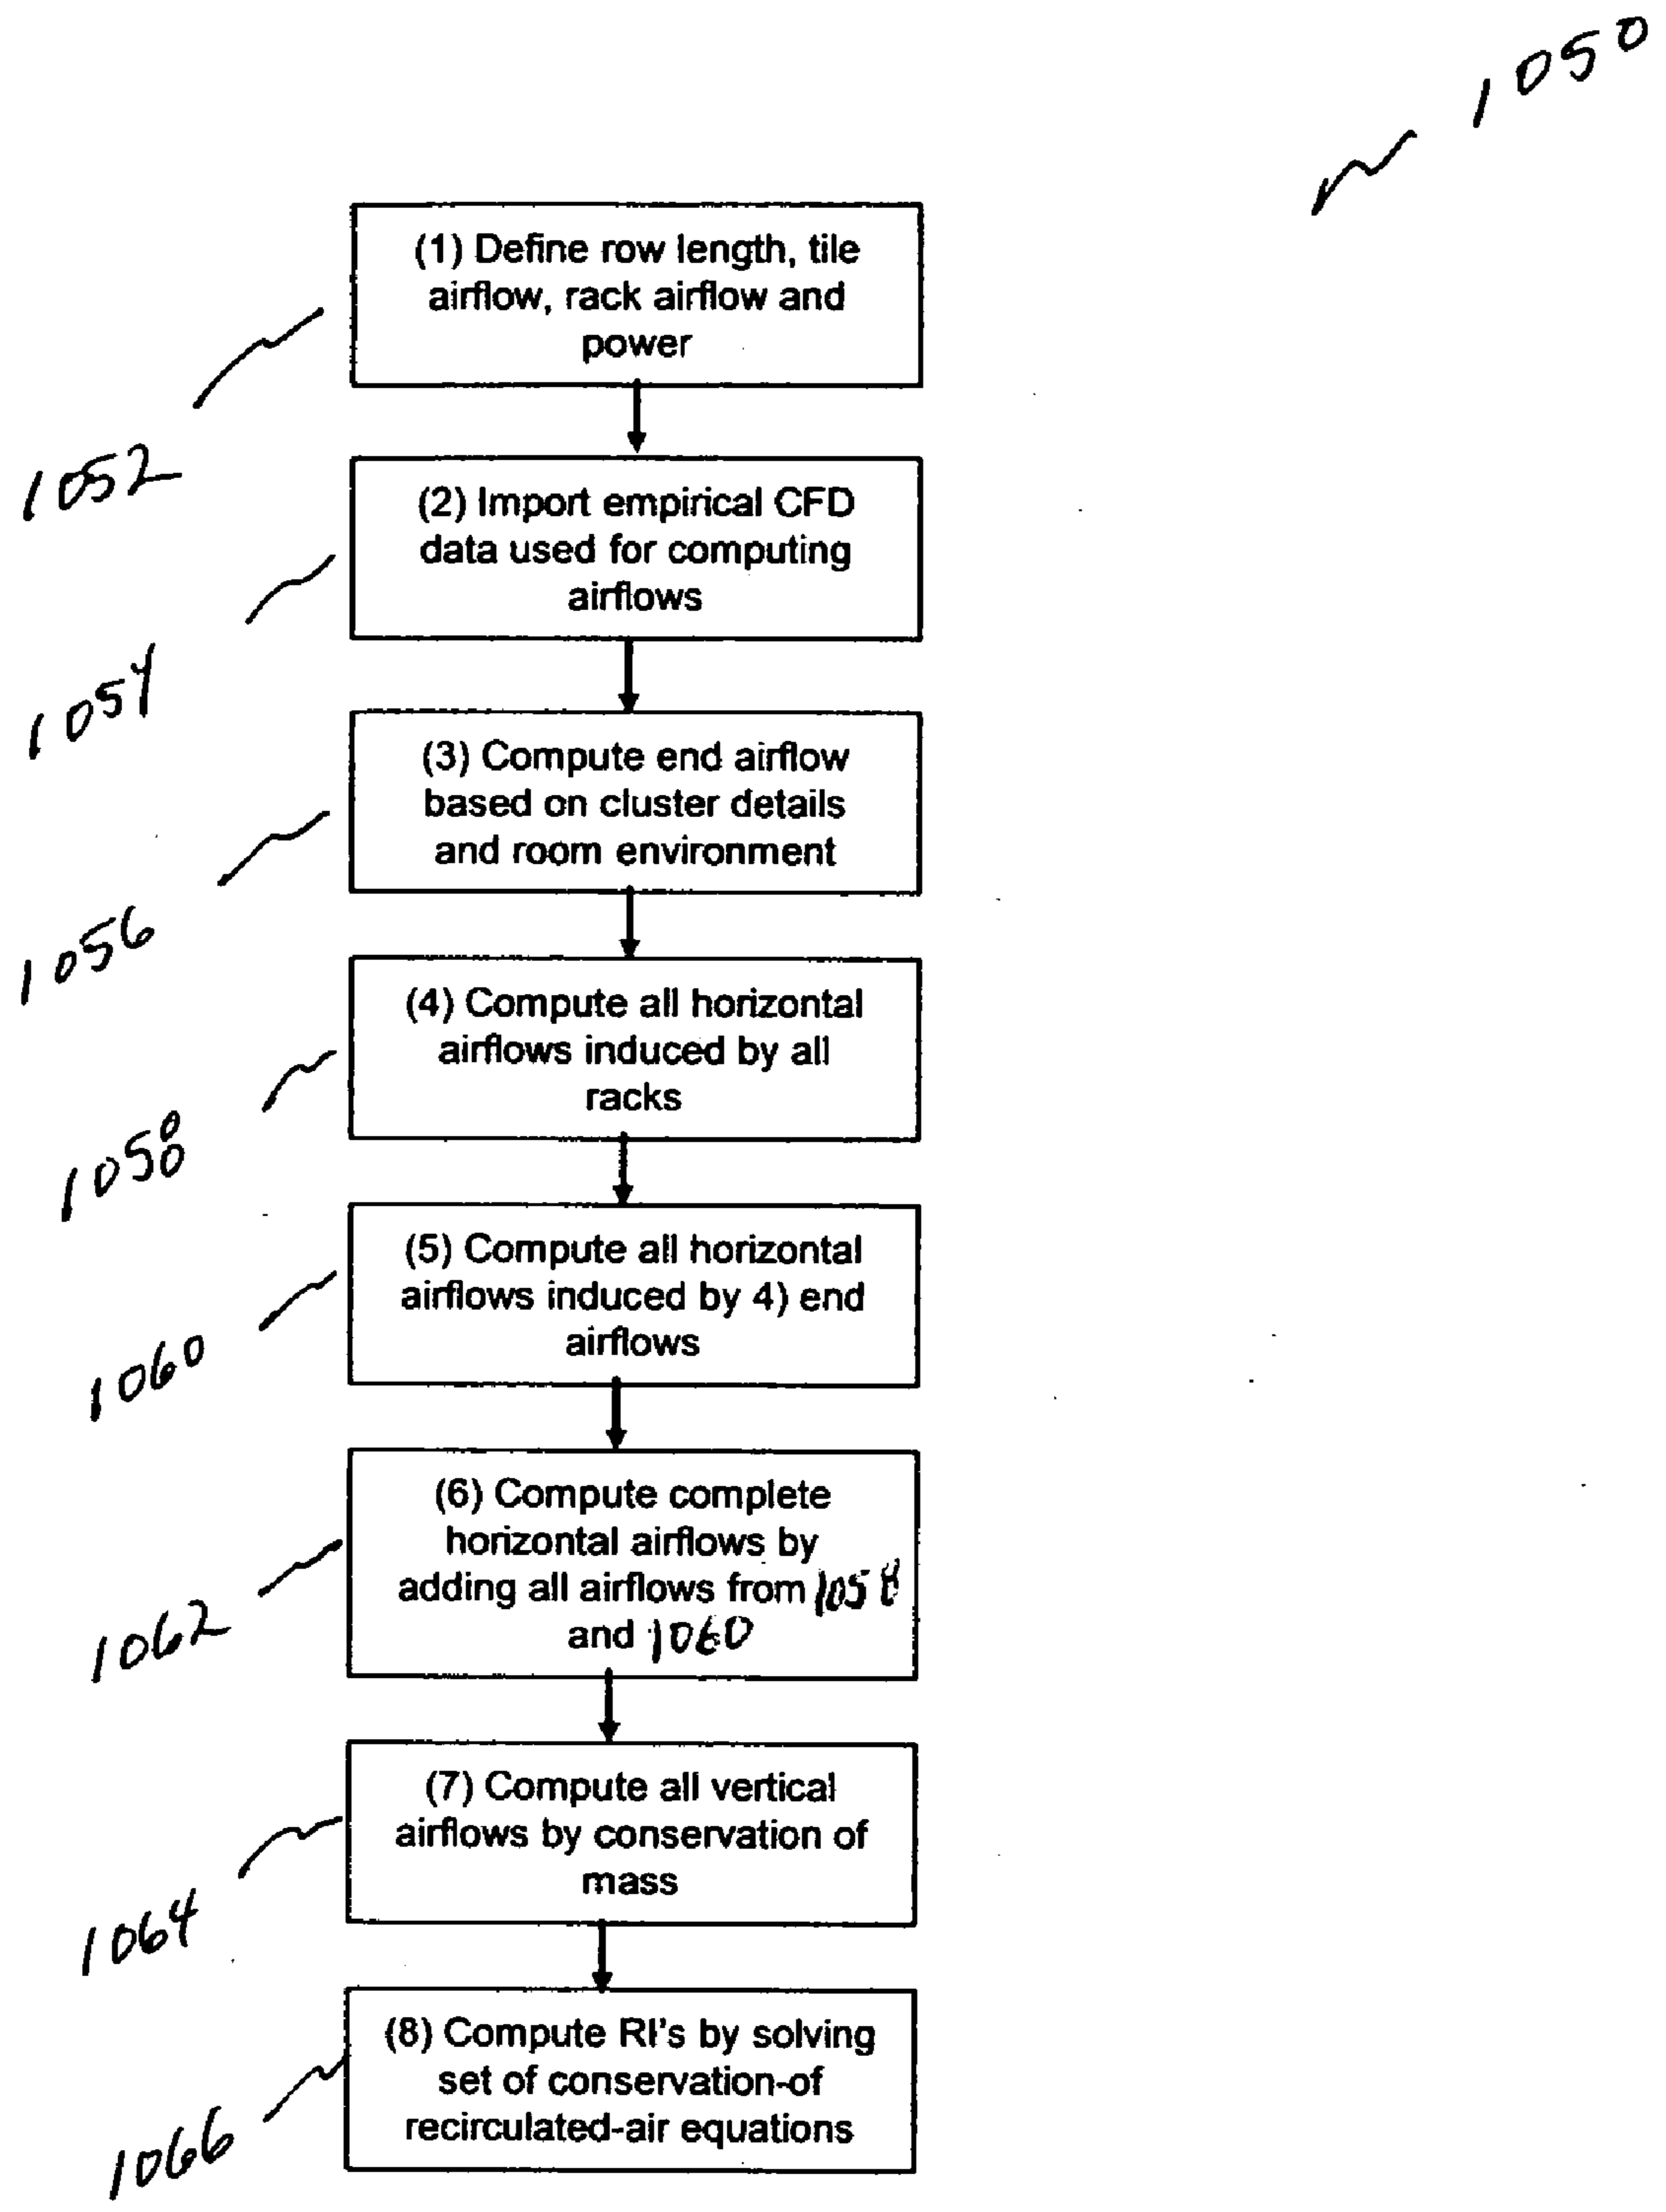 1050
(1) Define row length, tile
airflow, rack airflow and
power
1052
(2) Import empirical CFD
data used for computing
airflows
1054
(3) Compute end airflow
based on cluster details
and room environment
1056
(4) Compute all horizontal
airflows induced by all
racks
1058
(5) Compute all horizontal
airflows induced by 4) end
airflows
1060
(6) Compute complete
horizontal airflows by
adding all airflows from 1058
and 1060
1062
(7) Compute all vertical
airflows by conservation of
mass
1064
(8) Compute RI's by solving
set of conservation-of
recirculated-air equations
1066